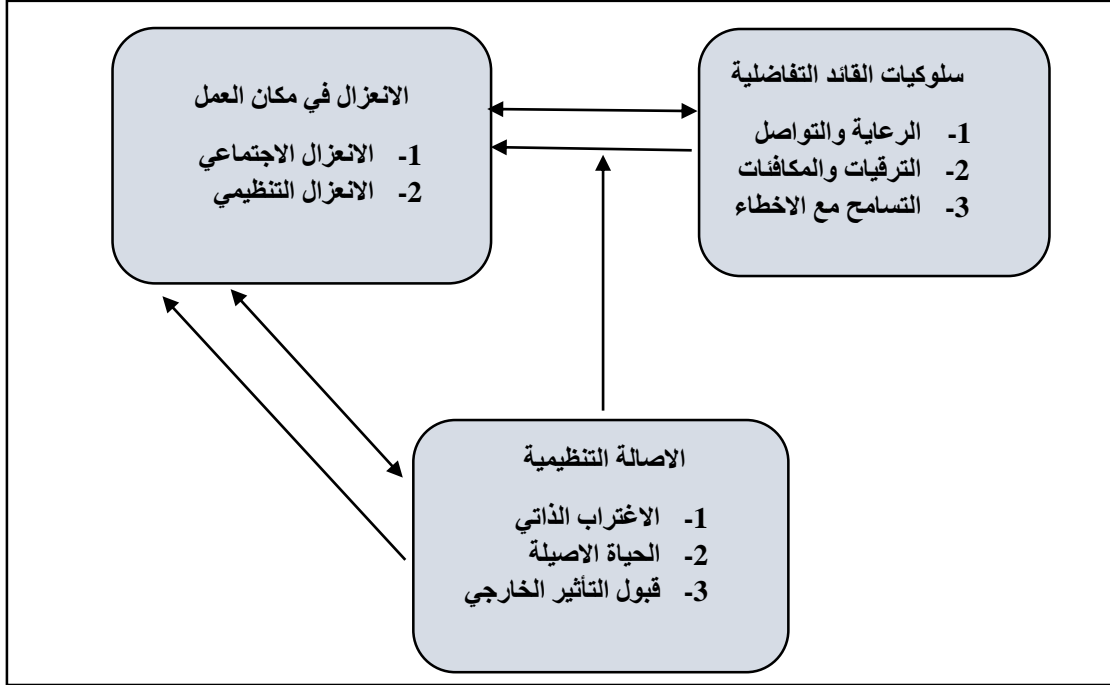 سلوكيات القائد التفاضلية
1- الرعاية والتواصل
2- الترقيات والمكافئات
3- التسامح مع الاخطاء
الانعزال في مكان العمل
1- الانعزال الاجتماعي
2- الانعزال التنظيمي
الاصالة التنظيمية
1- الاغتراب الذاتي
2- الحياة الاصيلة
3- قبول التأثير الخارجي